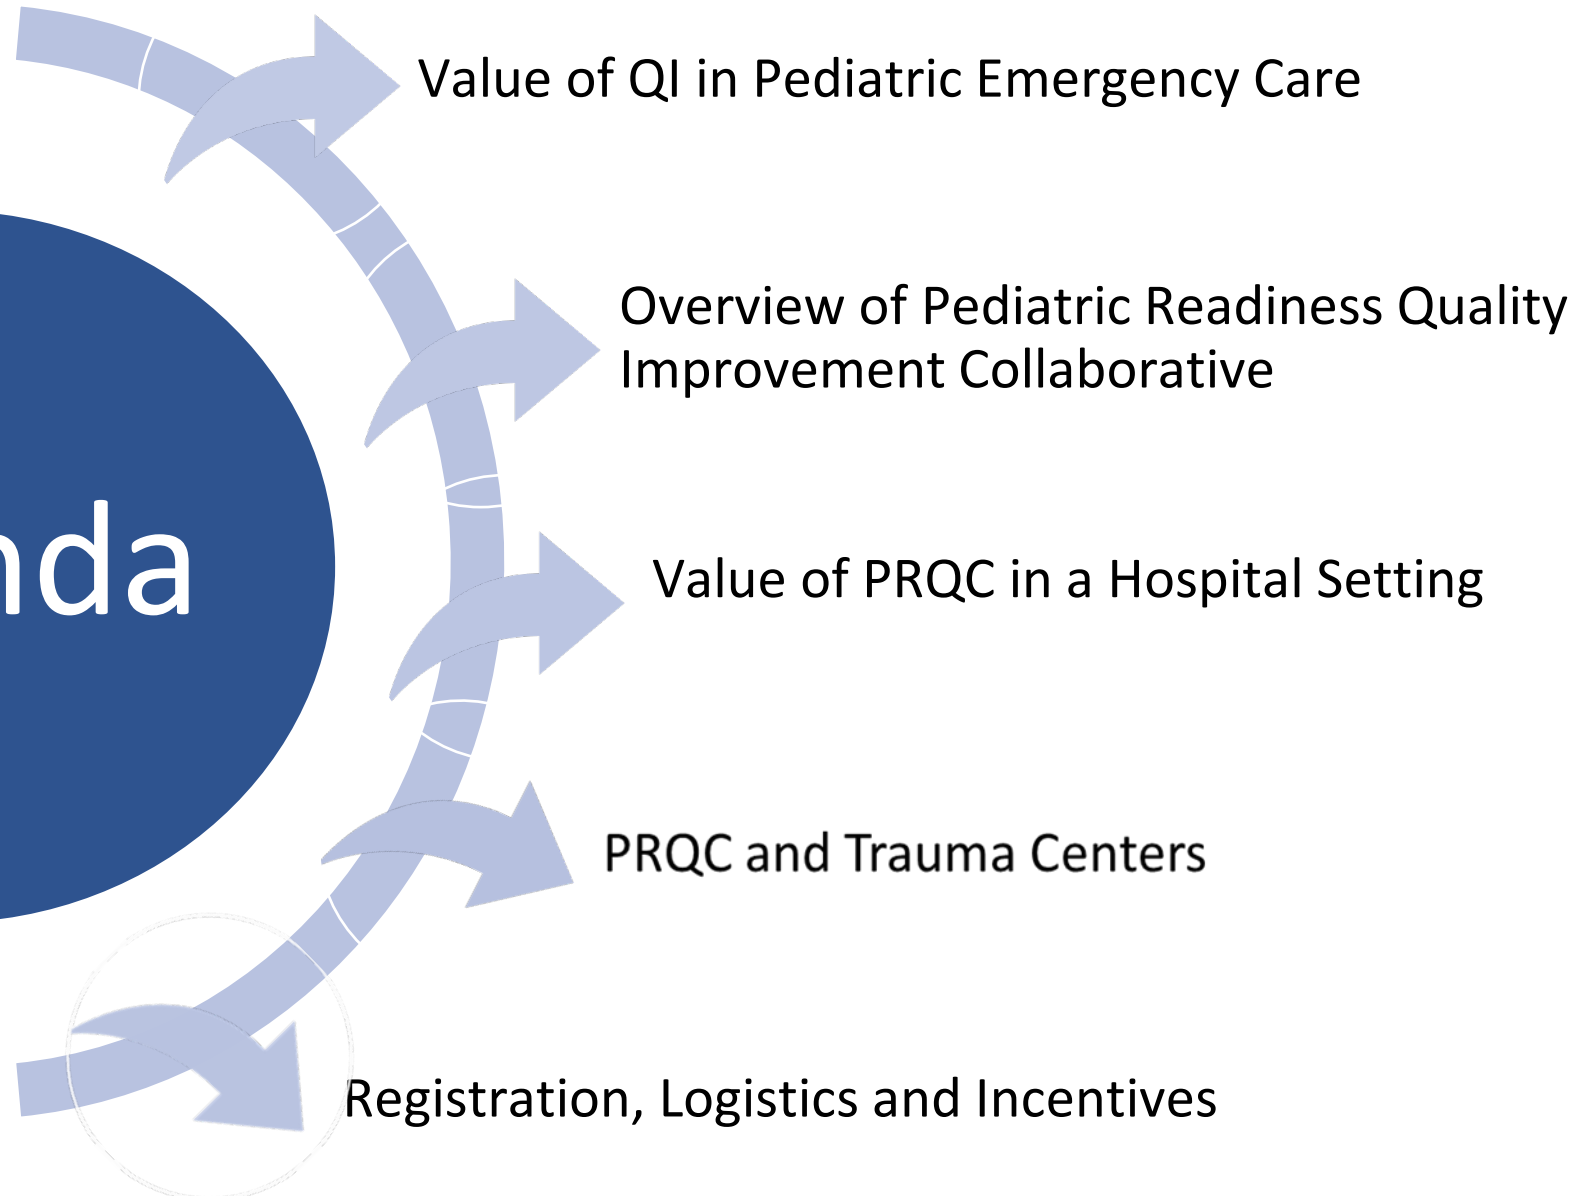 Value of QI in Pediatric Emergency Care
Overview of Pediatric Readiness Quality
Improvement Collaborative
nda
Value of PRQC in a Hospital Setting
PRQC and Trauma Centers
Registration, Logistics and Incentives